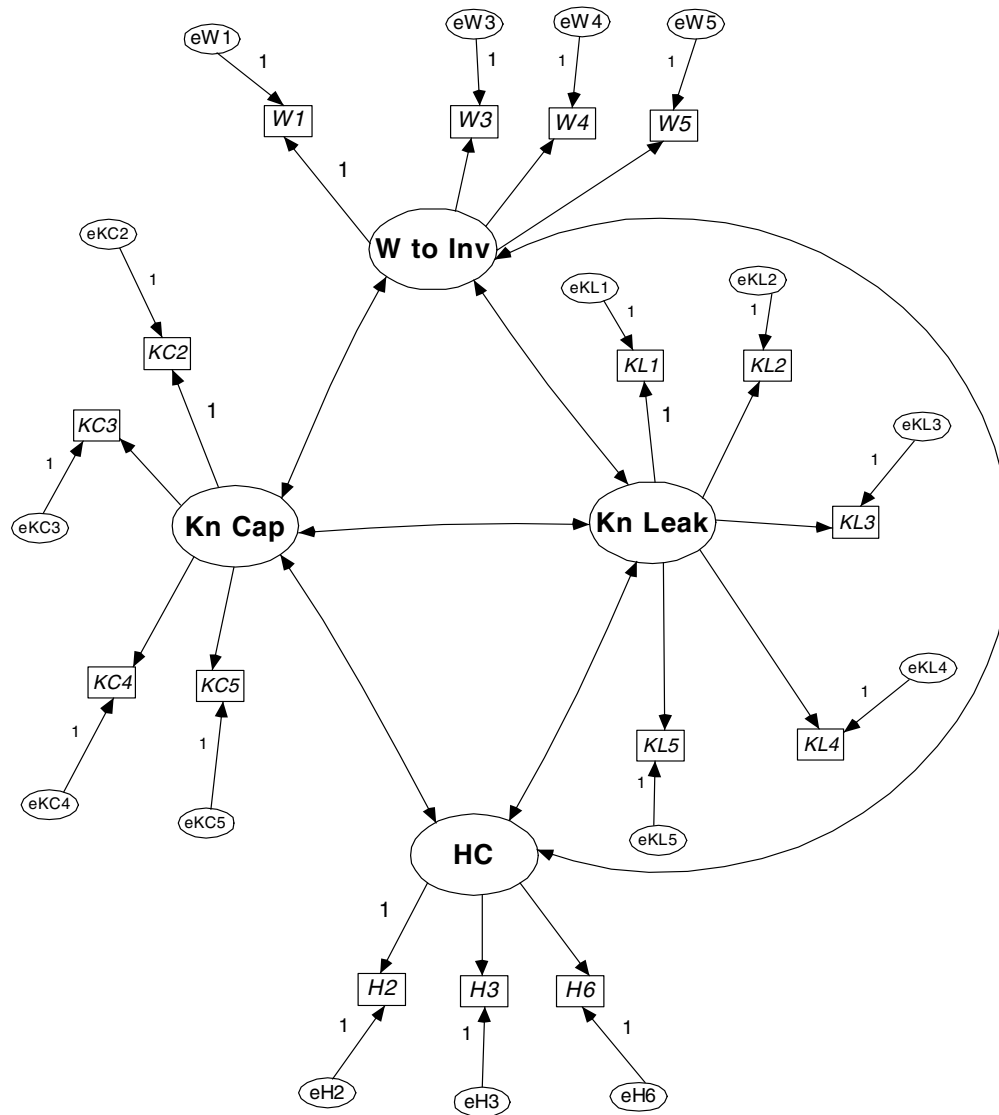 eW1
eW3
eW4
eW5
1
1
1
1
W1
W3
W4
W5
1
W to Inv
eKC2
1
KC2
1
KC3
1
eKC3
Kn Cap
KC4
1
eKC4
KC5
1
eKC5
eKL1
1
KL1
1
eKL2
1
KL2
eKL3
1
KL3
Kn Leak
eKL4
1
KL4
KL5
1
eKL5
HC
1
H2
H3
H6
1
1
1
eH2
eH3
eH6